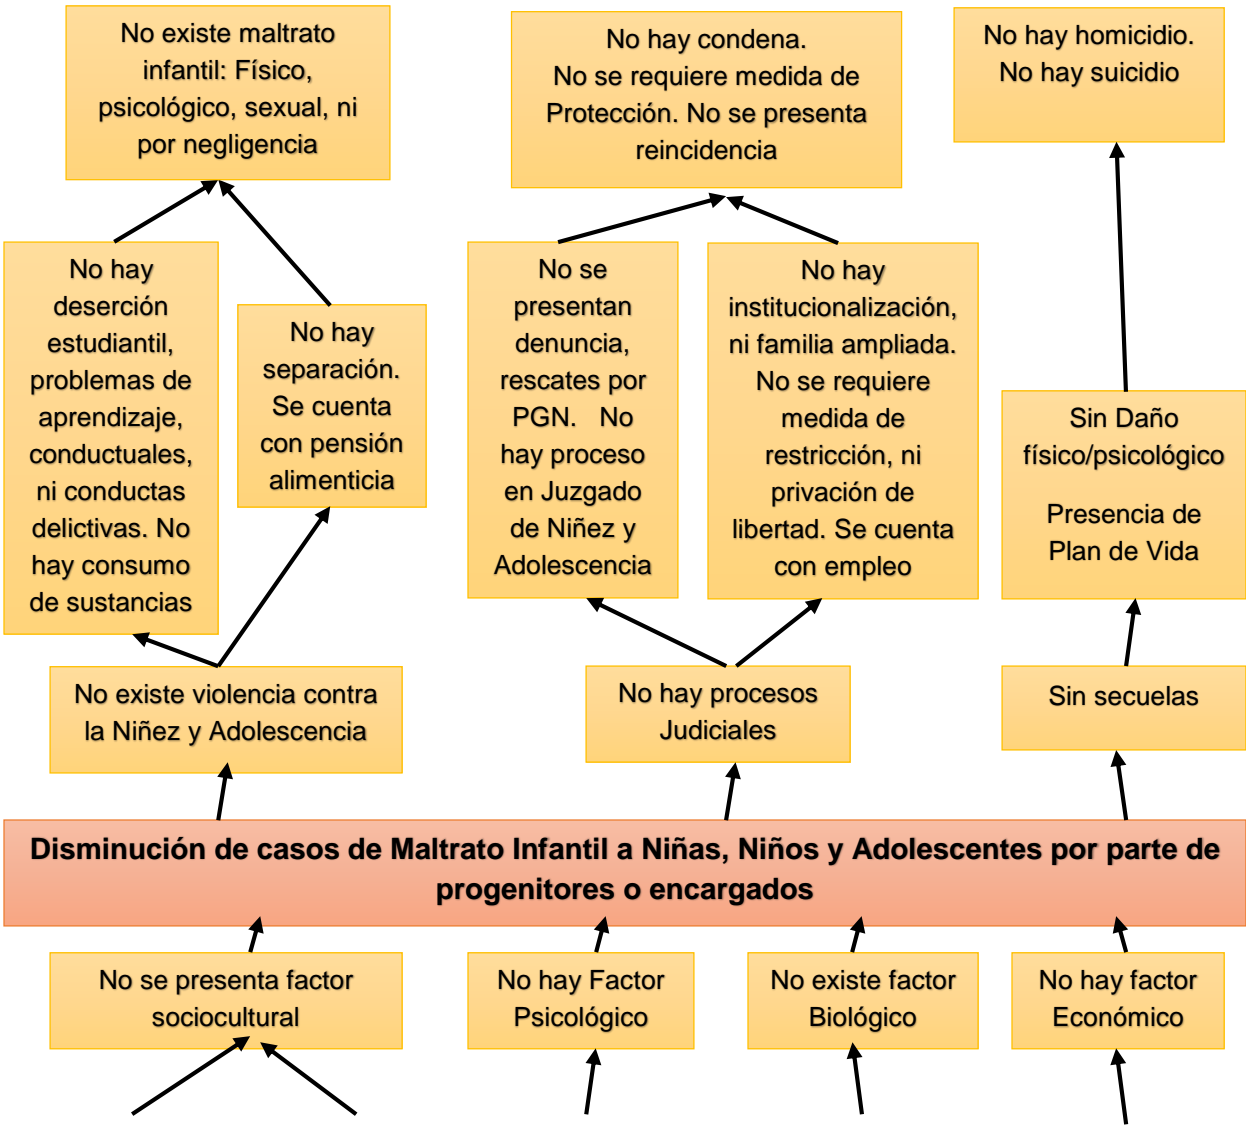 No existe maltrato
infantil: Físico,
psicológico, sexual, ni
por negligencia
No hay condena.
No se requiere medida de
Protección. No se presenta
reincidencia
No hay homicidio.
No hay suicidio
No hay
deserción
estudiantil,
problemas de
aprendizaje,
conductuales,
ni conductas
delictivas. No
hay consumo
de sustancias
No hay
separación.
Se cuenta
con pensión
alimenticia
No se
presentan
denuncia,
rescates por
PGN. No
hay proceso
en Juzgado
de Niñez y
Adolescencia
No hay
institucionalización,
ni familia ampliada.
No se requiere
medida de
restricción, ni
privación de
libertad. Se cuenta
con empleo
Sin Daño
físico/psicológico
Presencia de
Plan de Vida
No existe violencia contra
la Niñez y Adolescencia
No hay procesos
Judiciales
Sin secuelas
Disminución de casos de Maltrato Infantil a Niñas, Niños y Adolescentes por parte de
progenitores o encargados
No se presenta factor
sociocultural
No hay Factor
Psicológico
No existe factor
Biológico
No hay factor
Económico